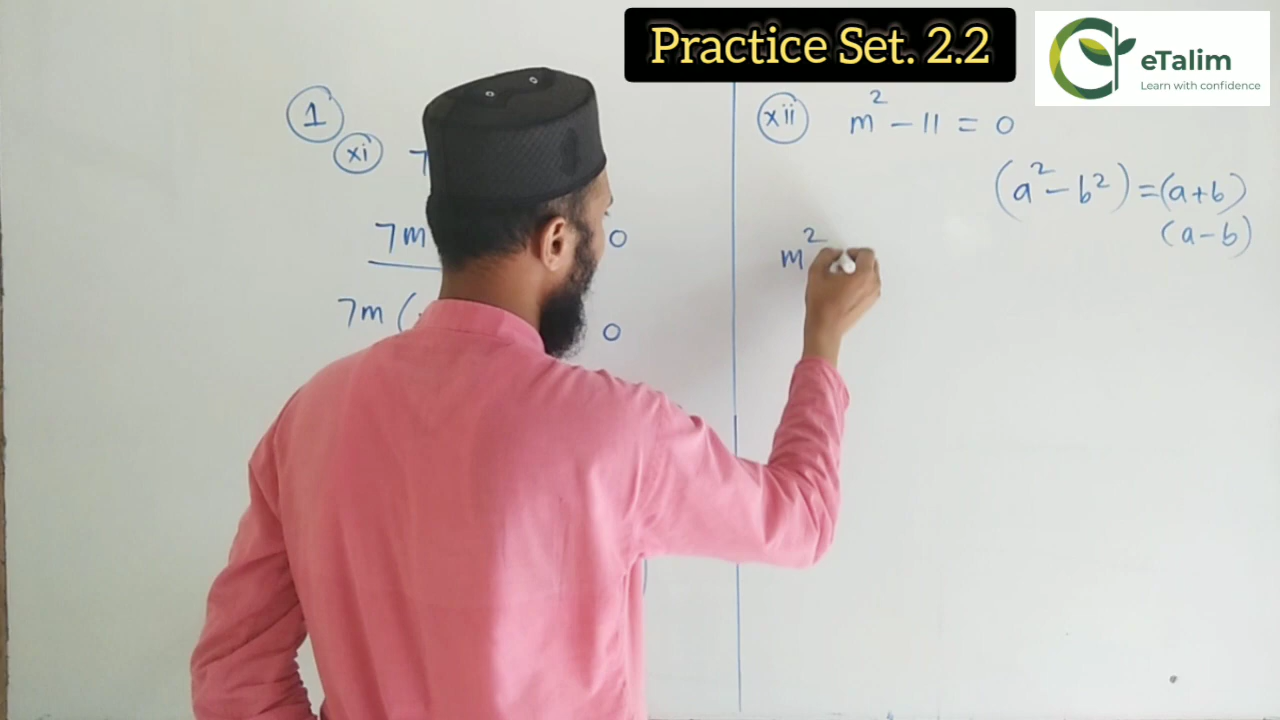 Practice Set. 2.2
eTalim
Learn with confidence
1
xi 7
7m 0
7m ( 0
xii m² - 11 = 0
(a² - b²) = (a + b)
(a - b)
m²